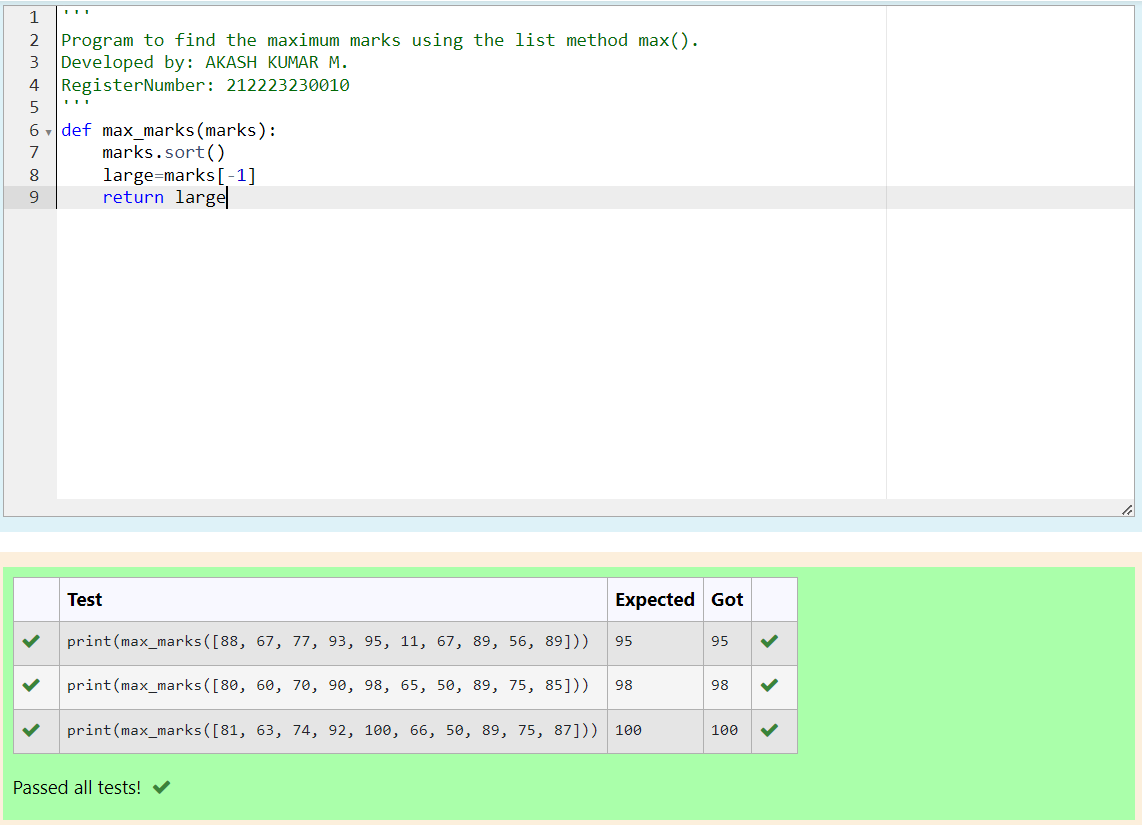 1 '''
2 Program to find the maximum marks using the list method max().
3 Developed by: AKASH KUMAR M.
4 RegisterNumber: 212223230010
5 '''
6 def max_marks(marks):
7     marks.sort()
8     large=marks[-1]
9     return large
Test Expected Got
print(max_marks([88, 67, 77, 93, 95, 11, 67, 89, 56, 89])) 95 95
print(max_marks([80, 60, 70, 90, 98, 65, 50, 89, 75, 85])) 98 98
print(max_marks([81, 63, 74, 92, 100, 66, 50, 89, 75, 87])) 100 100
Passed all tests!